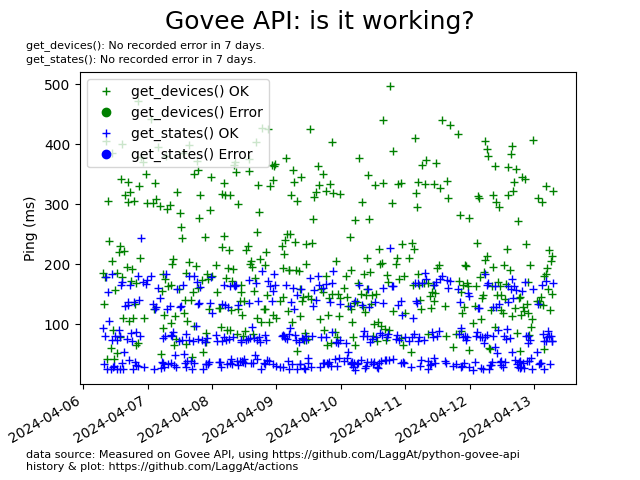 Govee API: is it working?
get_devices(): No recorded error in 7 days.
get_states(): No recorded error in 7 days.
500
400
300
200
100
Ping (ms)
get_devices() OK
get_devices() Error
get_states() OK
get_states() Error
2024-04-06
2024-04-07
2024-04-08
2024-04-09
2024-04-10
2024-04-11
2024-04-12
2024-04-13
data source: Measured on Govee API, using https://github.com/LaggAt/python-govee-api
history & plot: https://github.com/LaggAt/actions